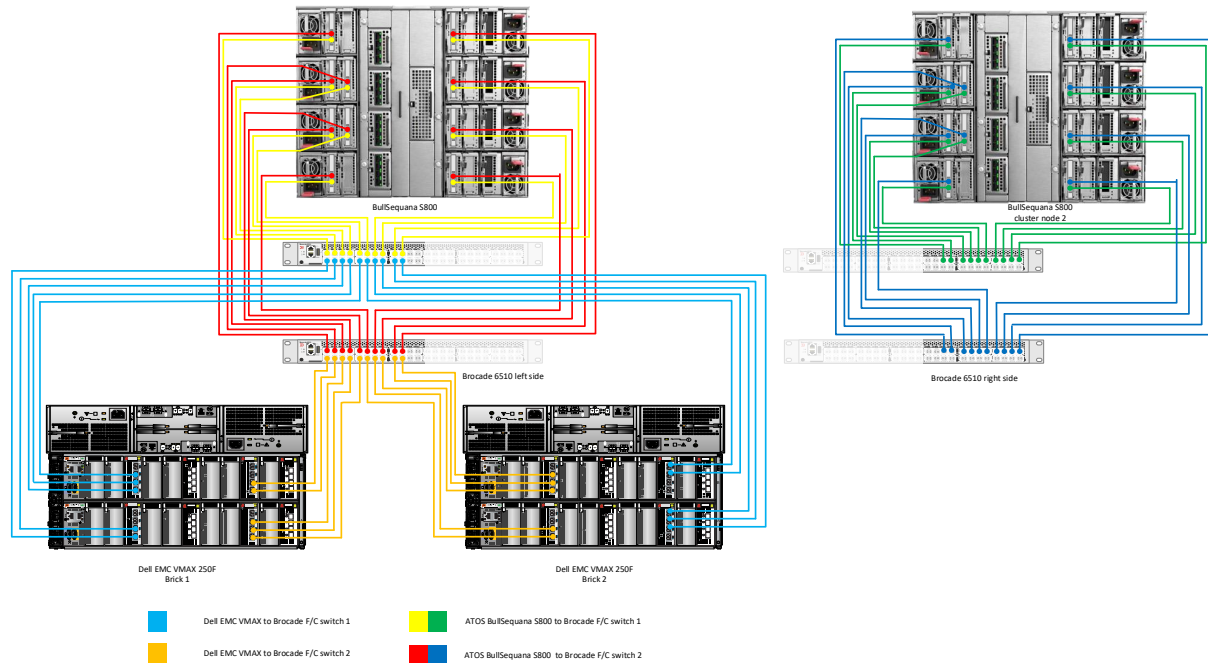 BullSequana S800
BullSequana S800
cluster node 2
Brocade 6510 left side
Brocade 6510 right side
Dell EMC VMAX 250F
Brick 1
Dell EMC VMAX 250F
Brick 2
Dell EMC VMAX to Brocade F/C switch 1
ATOS BullSequana S800 to Brocade F/C switch 1
Dell EMC VMAX to Brocade F/C switch 2
ATOS BullSequana S800 to Brocade F/C switch 2